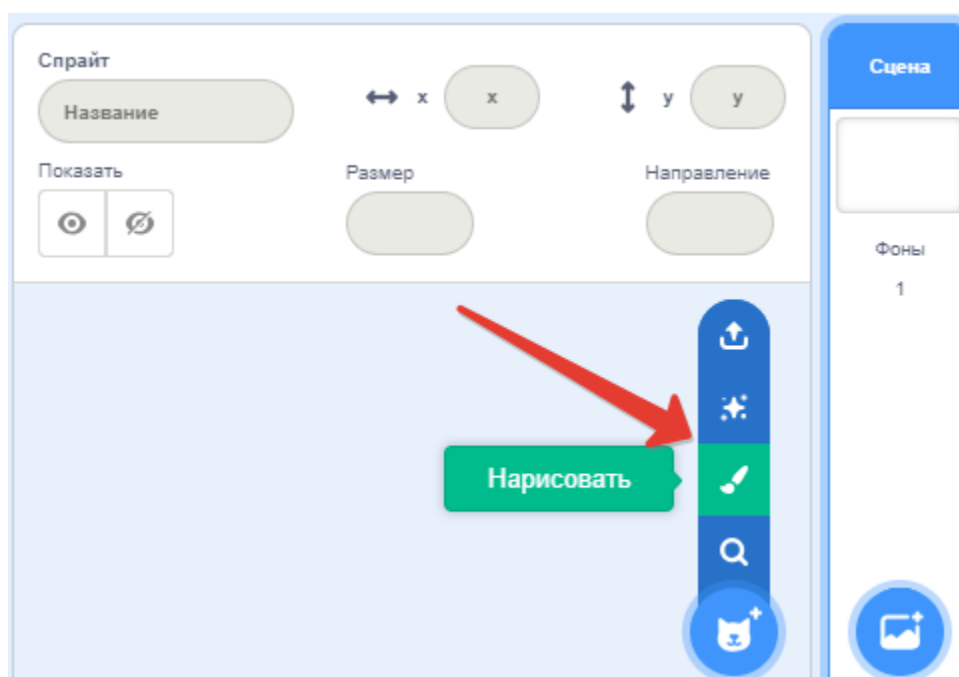 Спрайт
Название
x
x
y
y
Сцена
Показать
Размер
Направление
Фоны
1
Нарисовать